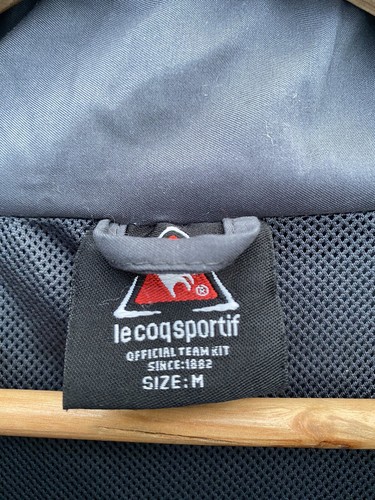 ®
le coq sportif
OFFICIAL TEAM KIT
SINCE:1882
SIZE: M